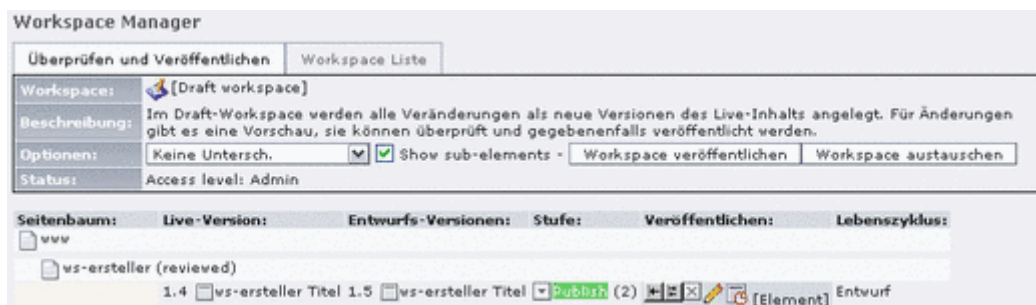 Workspace Manager
Überprüfen und Veröffentlichen Workspace Liste
Workspace: [Draft workspace]
Beschreibung: Im Draft-Workspace werden alle Veränderungen als neue Versionen des Live-Inhalts angelegt. Für Änderungen
gibt es eine Vorschau, sie können überprüft und gegebenenfalls veröffentlicht werden.
Optionen: Keine Untersch. Show sub-elements - Workspace veröffentlichen Workspace austauschen
Status: Access level: Admin
Seitenbaum: Live-Version: Entwurfs-Versionen: Stufe: Veröffentlichen: Lebenszyklus:
www
ws-ersteller (reviewed)
1.4 ws-ersteller Titel 1.5 ws-ersteller Titel Publish (2) [Element] Entwurf